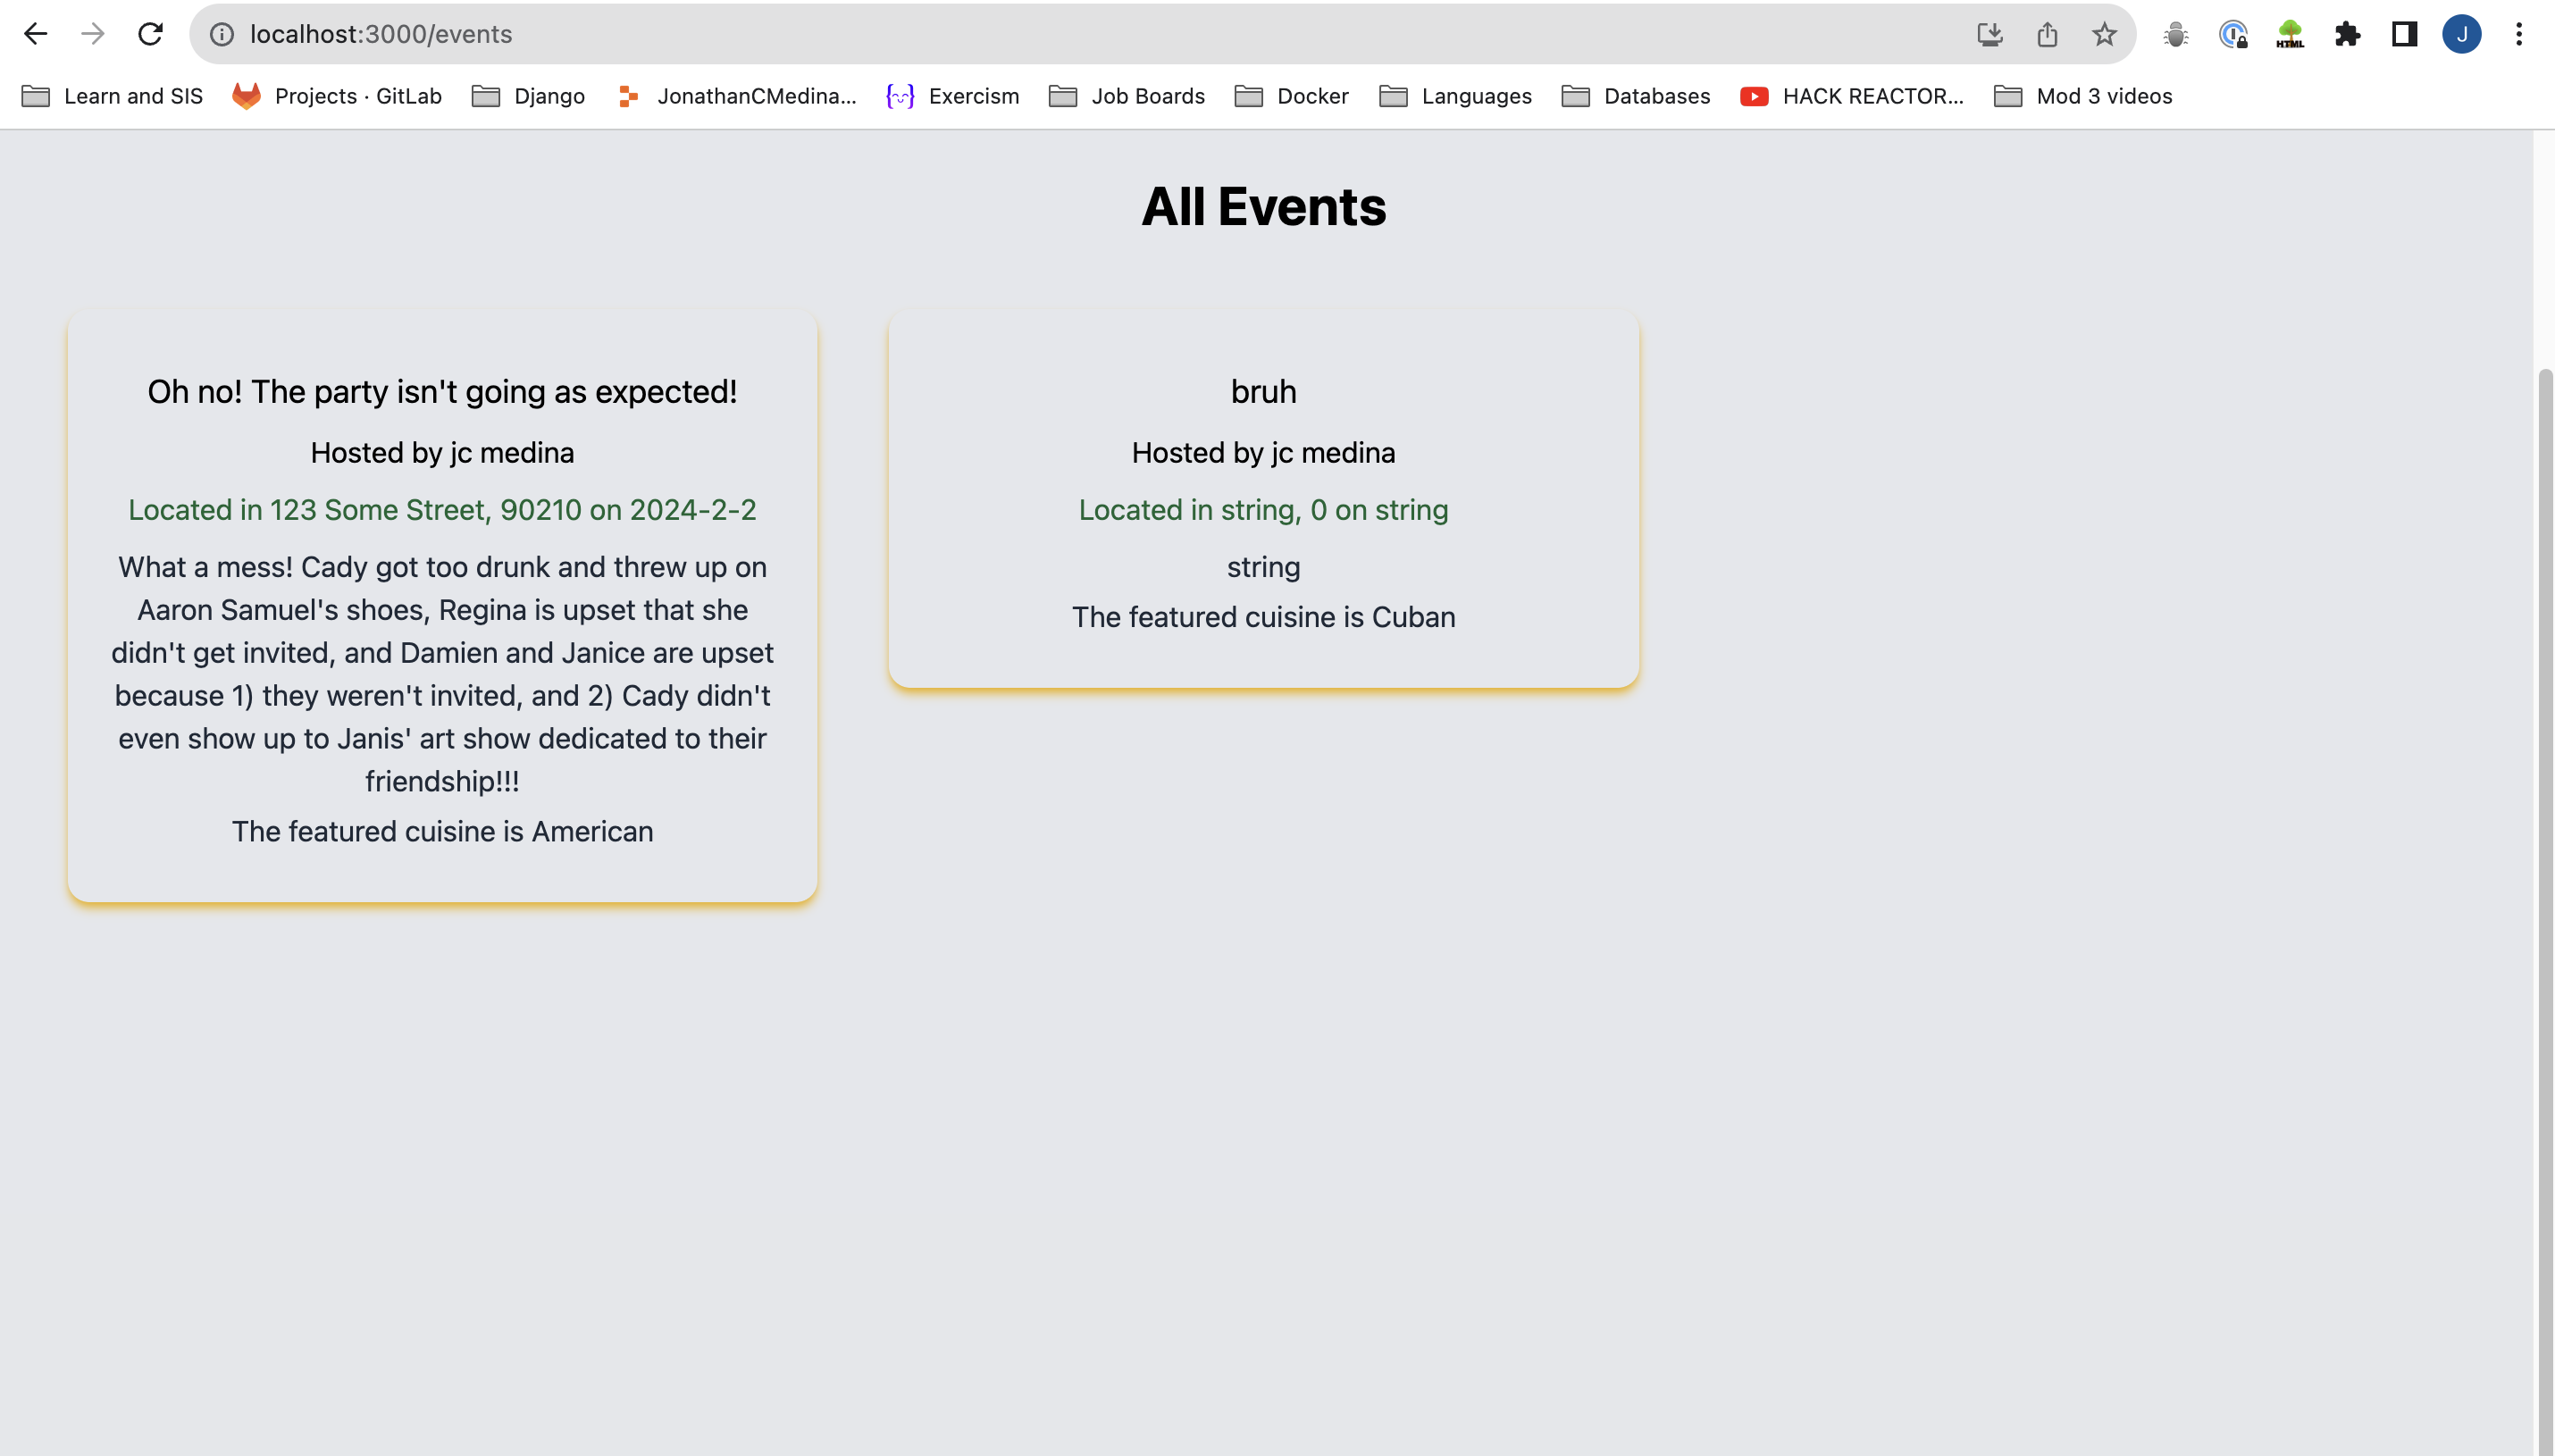 localhost:3000/events
HTML
J
Learn and SIS
Projects · GitLab
Django
JonathanCMedina...
Exercism
Job Boards
Docker
Languages
Databases
HACK REACTOR...
Mod 3 videos
All Events
Oh no! The party isn't going as expected!
Hosted by jc medina
Located in 123 Some Street, 90210 on 2024-2-2
What a mess! Cady got too drunk and threw up on
Aaron Samuel's shoes, Regina is upset that she
didn't get invited, and Damien and Janice are upset
because 1) they weren't invited, and 2) Cady didn't
even show up to Janis' art show dedicated to their
friendship!!!
The featured cuisine is American
bruh
Hosted by jc medina
Located in string, 0 on string
string
The featured cuisine is Cuban